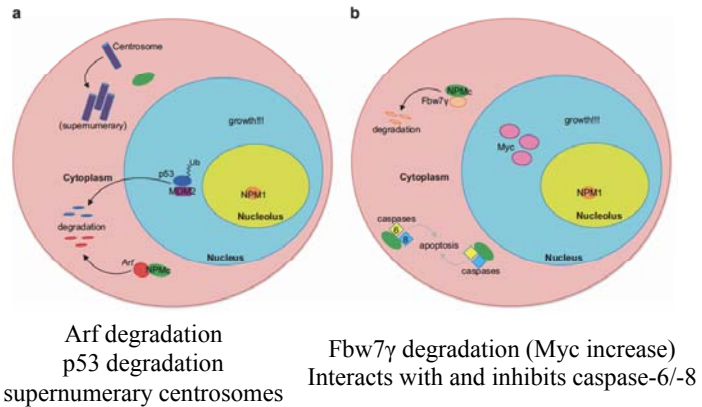 a
Centrosome
(supernumerary)
growth!!!
Ub
p53
MDM2
Cytoplasm
NPM1
degradation
Nucleolus
Arf
NPMc
Nucleus
b
NPMc
Fbw7γ
degradation
growth!!!
Myc
Cytoplasm
NPM1
Nucleolus
caspases
6
8
apoptosis
caspases
Nucleus
Arf degradation
p53 degradation
supernumerary centrosomes
Fbw7γ degradation (Myc increase)
Interacts with and inhibits caspase-6/-8